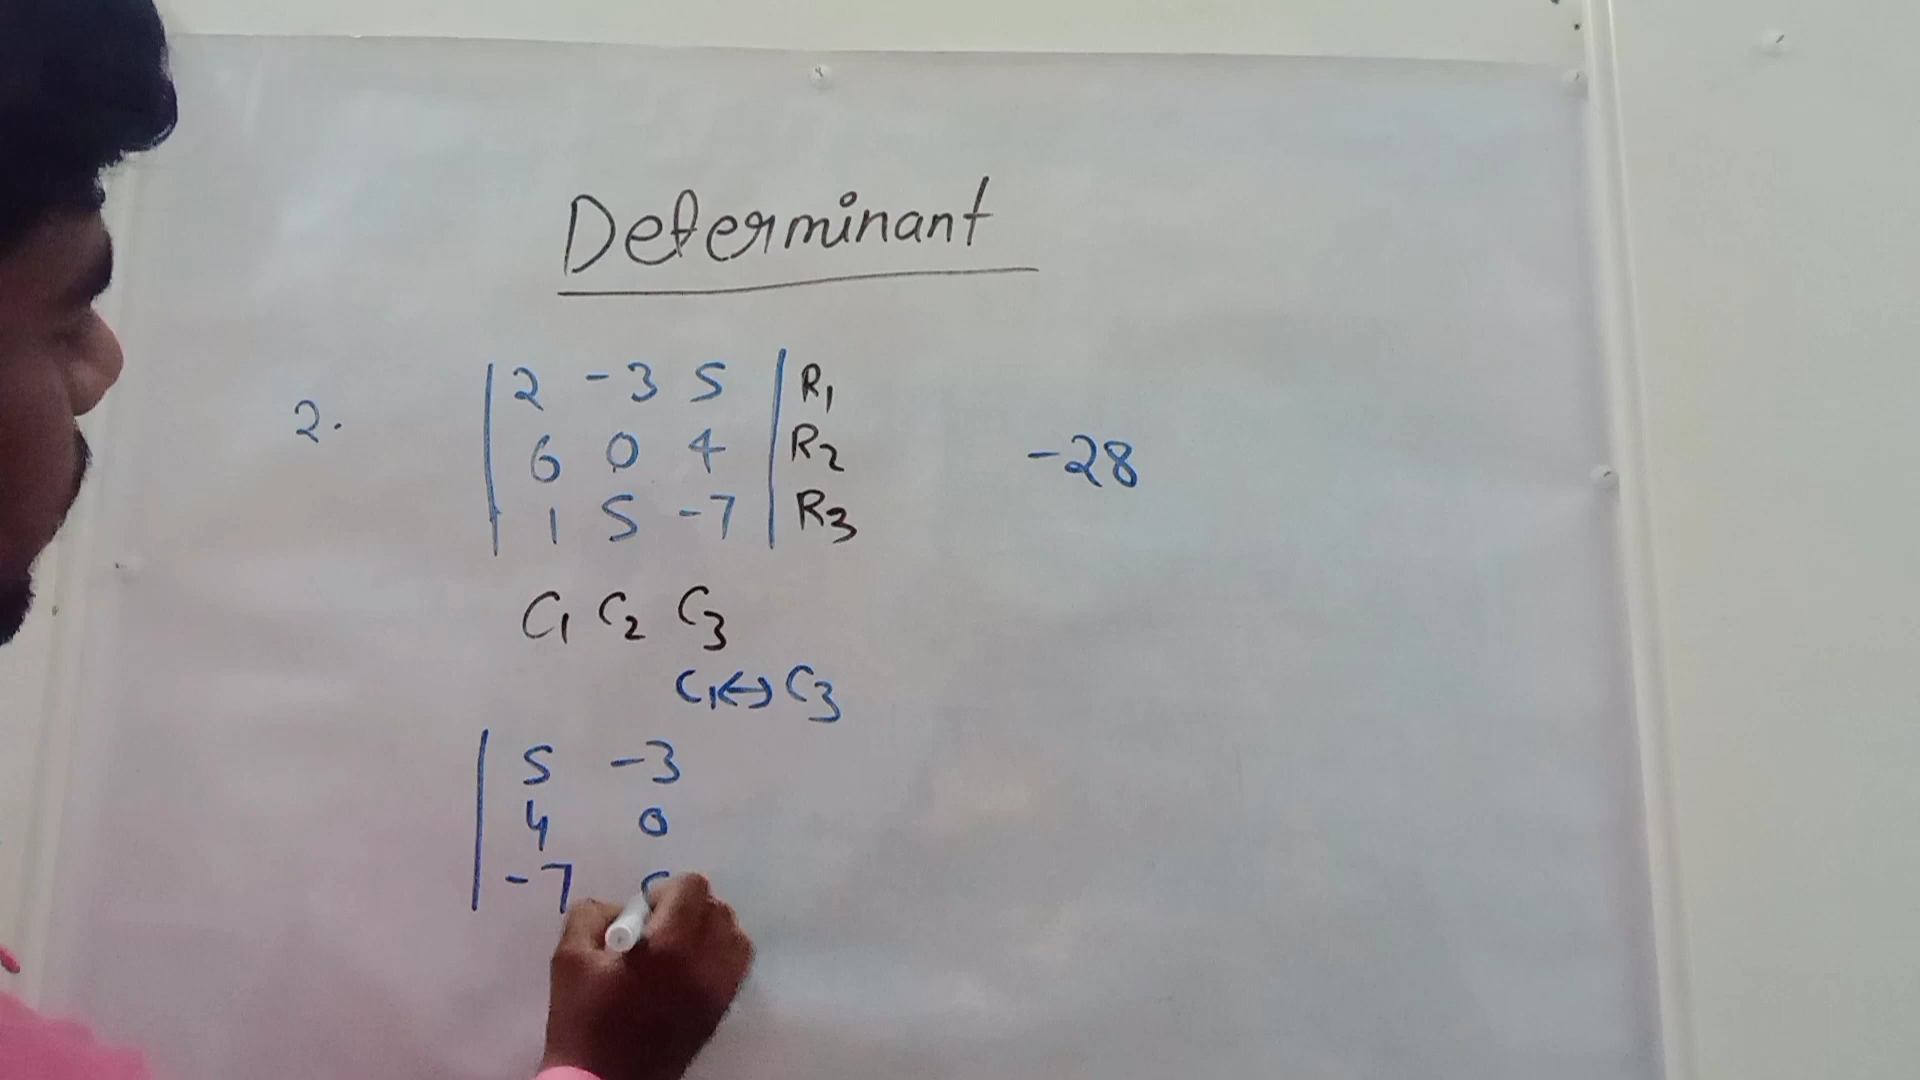 Determinant
2. | 2 -3 5 | R1
| 6 0 4 | R2 -28
| 1 5 -7 | R3
C1 C2 C3
C1↔C3
| 5 -3
| 4 0
| -7